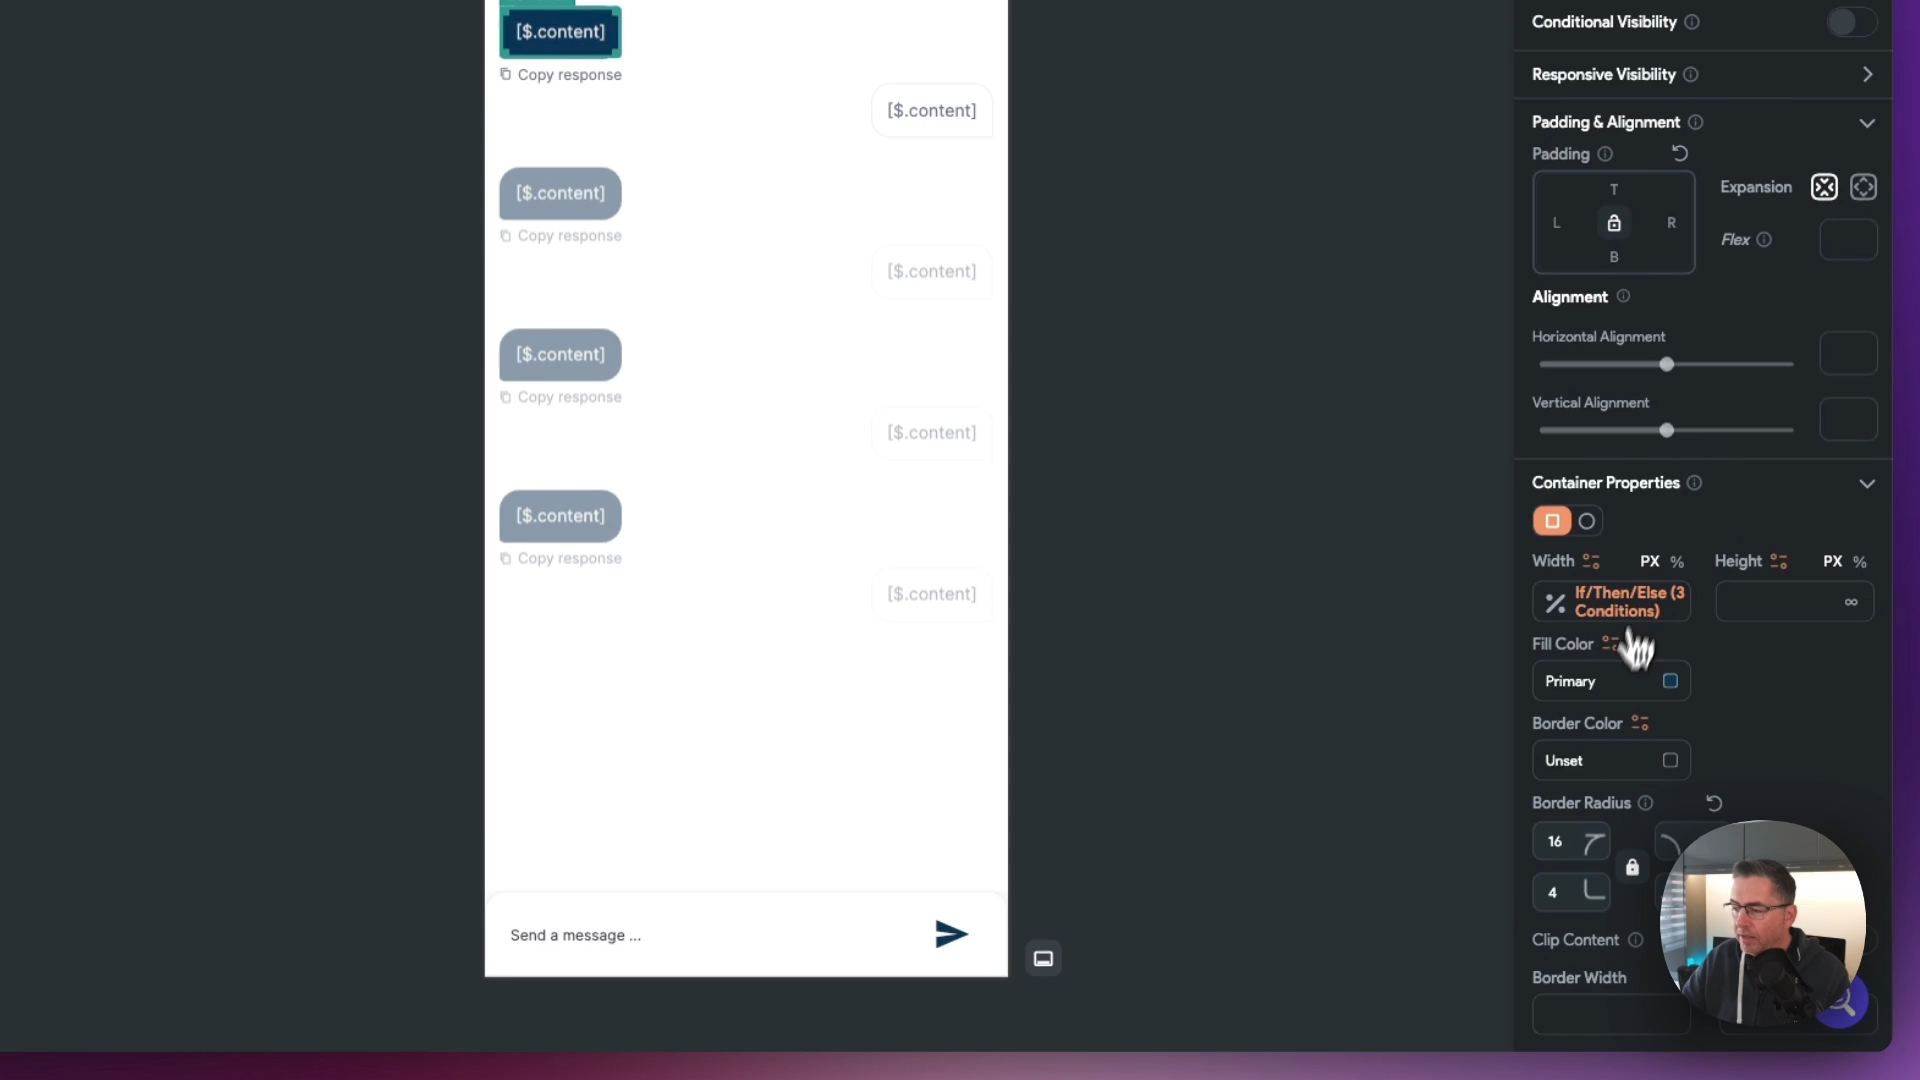 [$.content]
Copy response
[$.content]
[$.content]
Copy response
[$.content]
[$.content]
Copy response
[$.content]
[$.content]
Copy response
[$.content]
Send a message ...
Conditional Visibility
Responsive Visibility
Padding & Alignment
Padding
T
L
R
B
Expansion
Flex
Alignment
Horizontal Alignment
Vertical Alignment
Container Properties
Width PX % Height PX %
If/Then/Else (3
Conditions)
∞
Fill Color
Primary
Border Color
Unset
Border Radius
16
4
Clip Content
Border Width